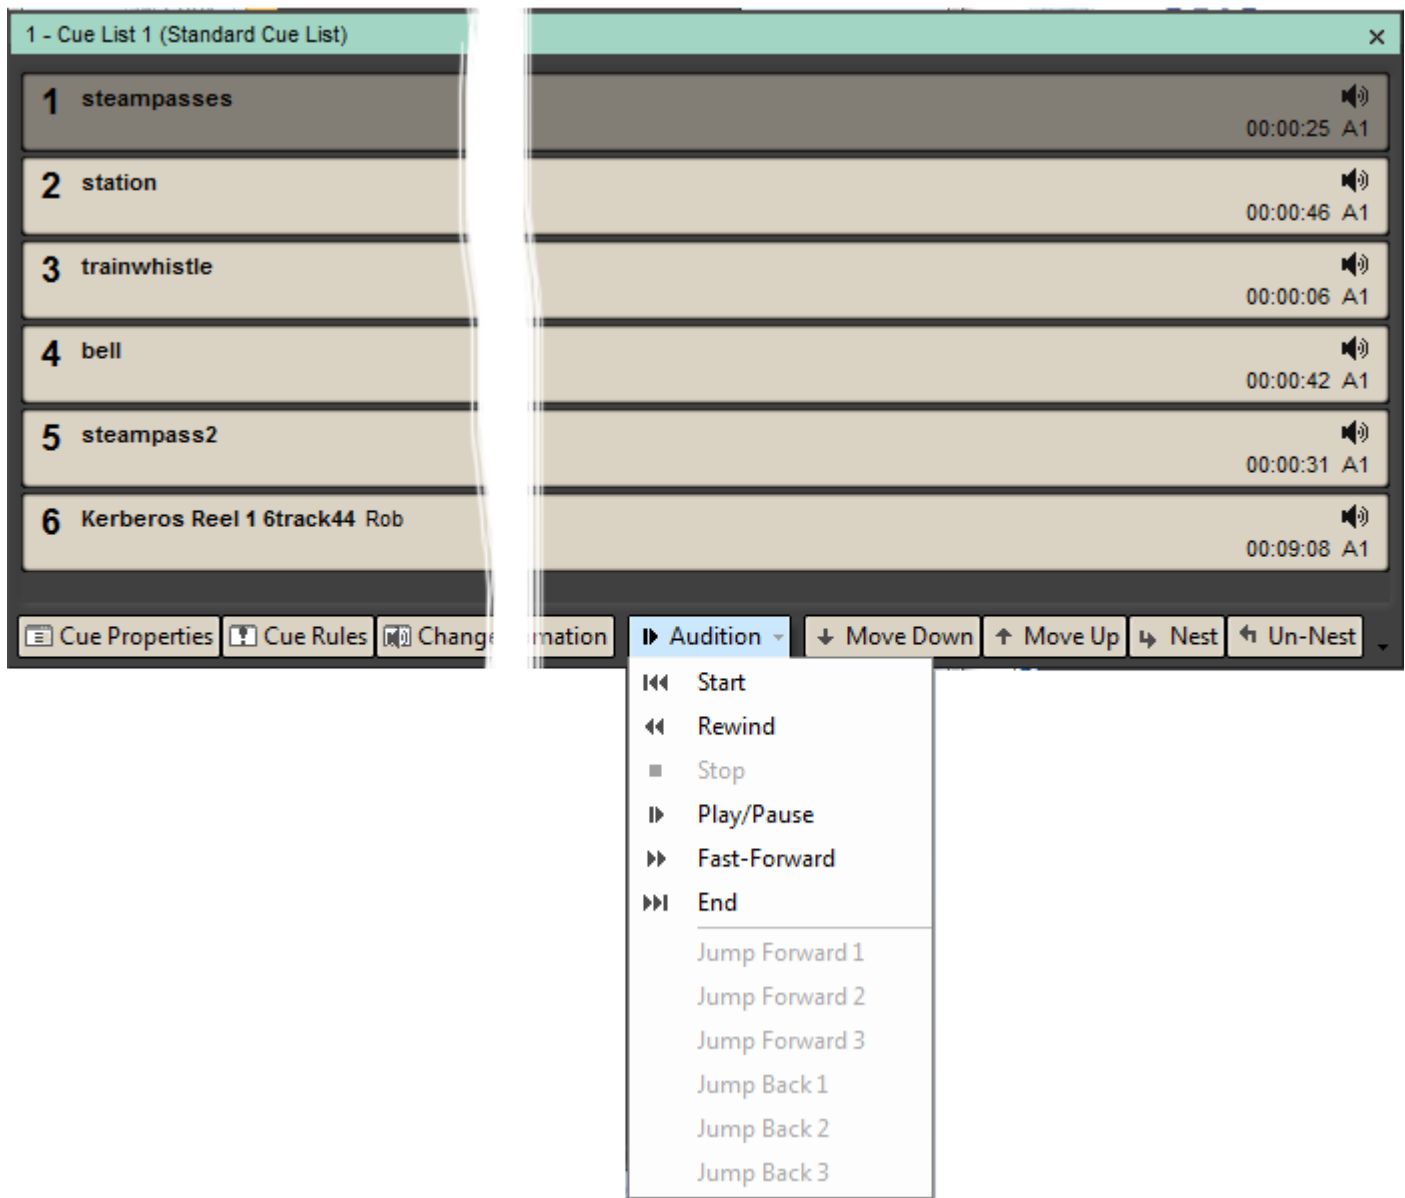 1 - Cue List 1 (Standard Cue List)
1 steampasses
00:00:25 A1
2 station
00:00:46 A1
3 trainwhistle
00:00:06 A1
4 bell
00:00:42 A1
5 steampass2
00:00:31 A1
6 Kerberos Reel 1 6track44 Rob
00:09:08 A1
Cue Properties Cue Rules Change mation Audition Move Down Move Up Nest Un-Nest
Start
Rewind
Stop
Play/Pause
Fast-Forward
End
Jump Forward 1
Jump Forward 2
Jump Forward 3
Jump Back 1
Jump Back 2
Jump Back 3